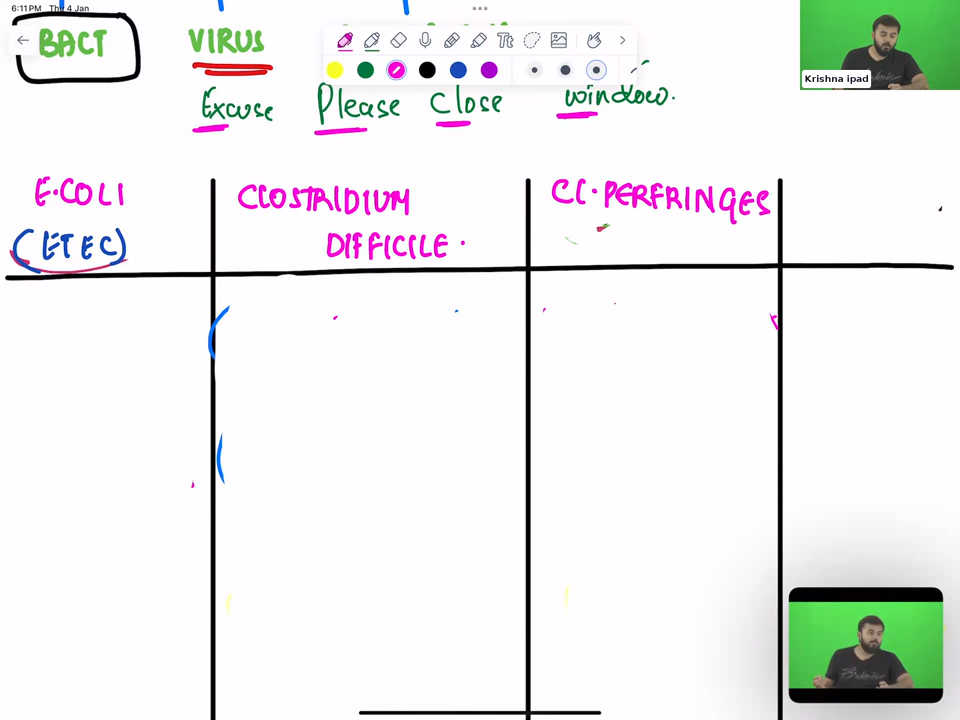 6:11 PM Thu 4 Jan
BACT
VIRUS
Tt
Krishna ipad
Excuse Please Close window.
E.COLI
(ETEC)
CLOSTRIDIUM
DIFFICILE.
CL.PERFRINGES